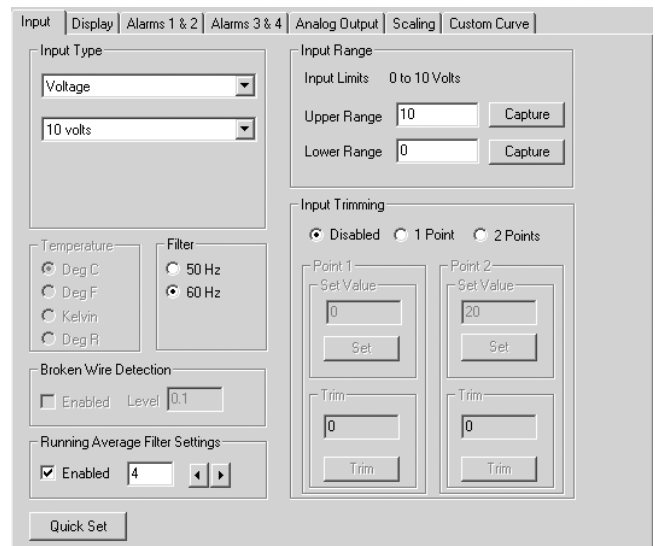 Input Display Alarms 1 & 2 Alarms 3 & 4 Analog Output Scaling Custom Curve
Input Type
Voltage
10 volts
Input Range
Input Limits 0 to 10 Volts
Upper Range 10 Capture
Lower Range 0 Capture
Temperature
Deg C
Deg F
Kelvin
Deg R
Filter
50 Hz
60 Hz
Broken Wire Detection
Enabled Level 0.1
Running Average Filter Settings
Enabled 4
Quick Set
Input Trimming
Disabled 1 Point 2 Points
Point 1
Set Value
0
Set
Trim
0
Trim
Point 2
Set Value
20
Set
Trim
0
Trim